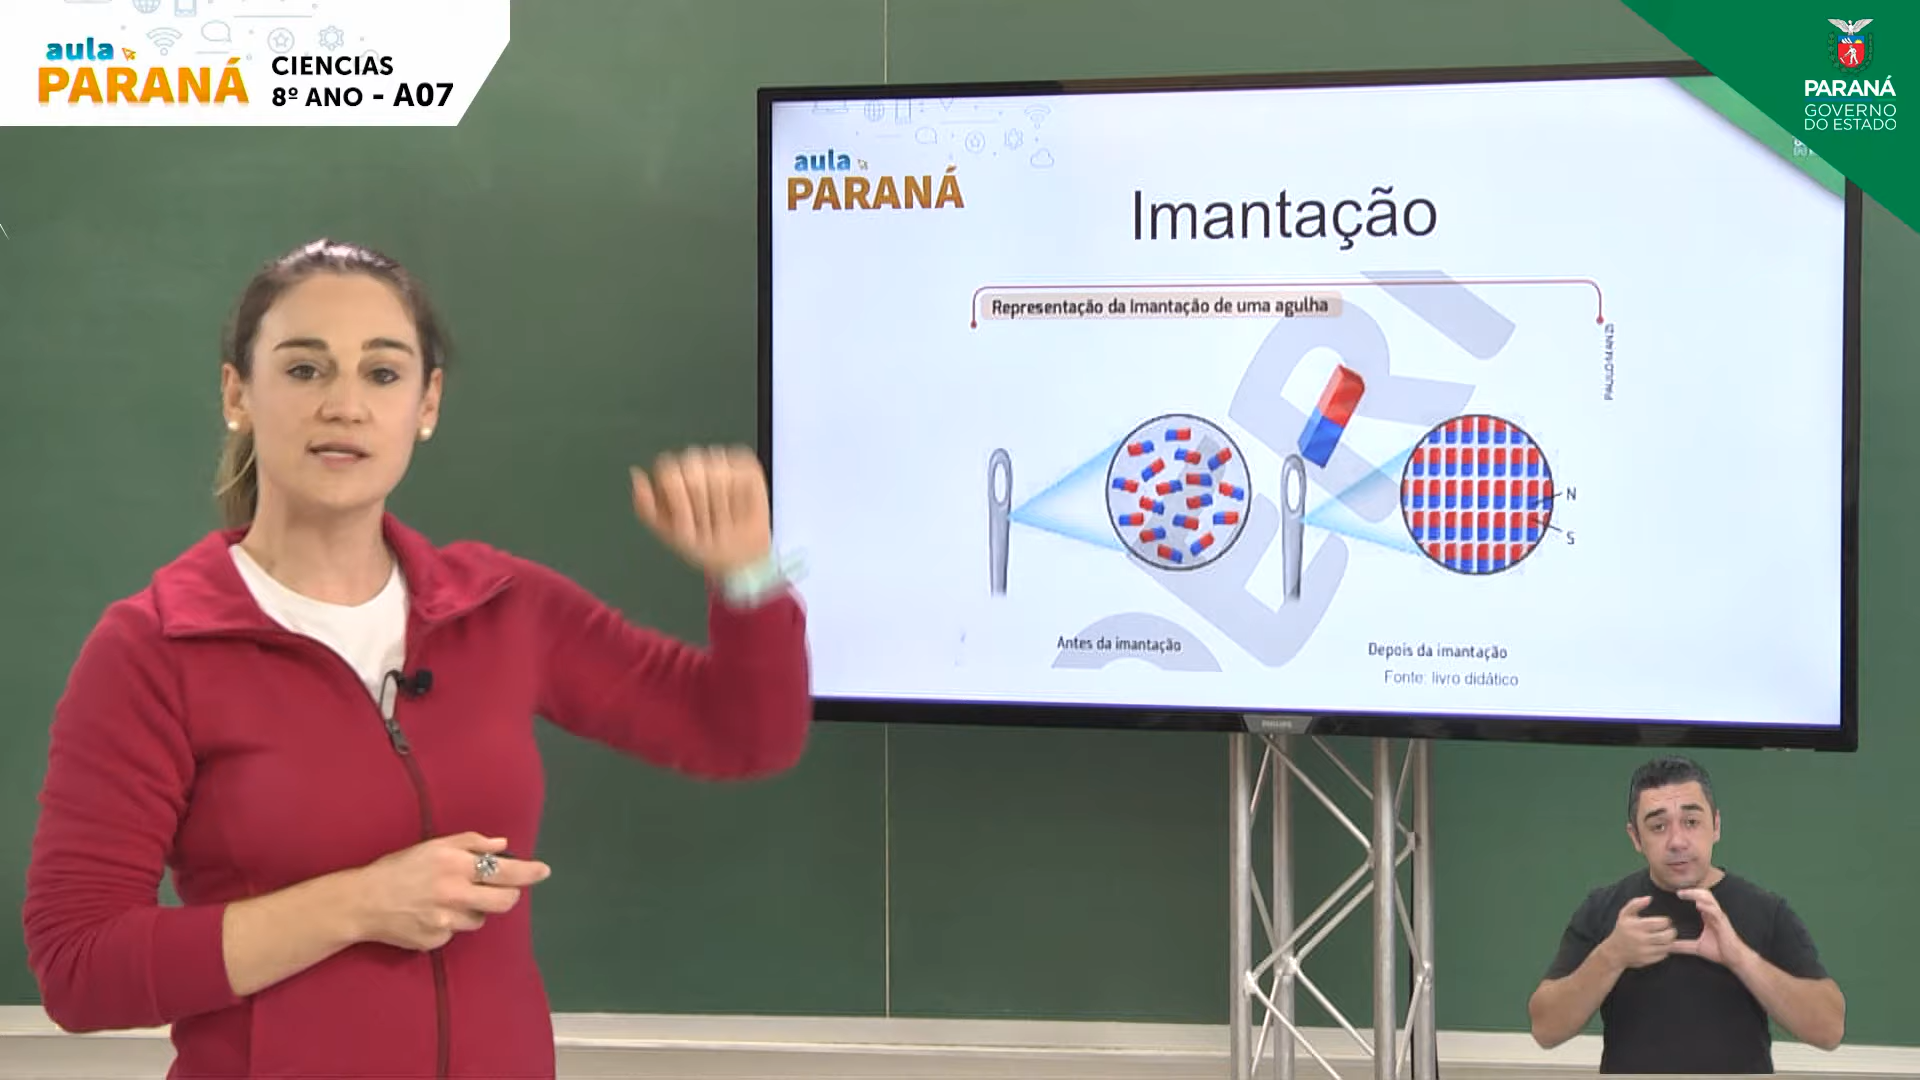 aula
PARANÁ
CIÊNCIAS
8º ANO - A07
PARANÁ
GOVERNO
DO ESTADO
aula
PARANÁ
Imantação
Representação da Imantação de uma agulha
N
S
Antes da imantação
Depois da imantação
Fonte: livro didático
PHILIPS